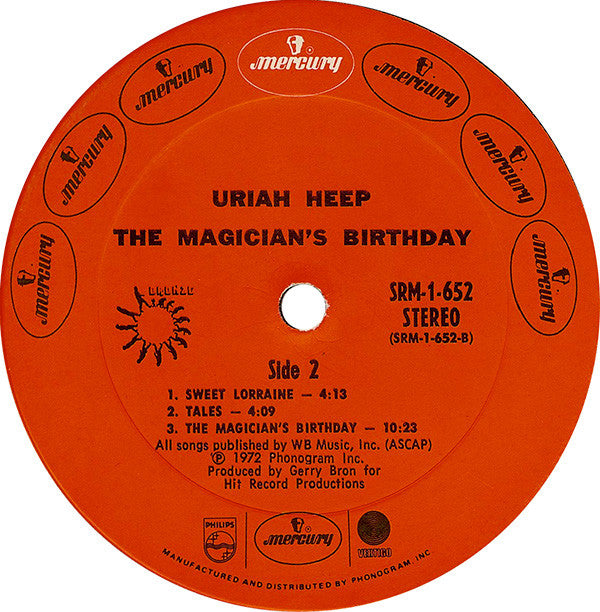 mercury
mercury
mercury
mercury
mercury
mercury
mercury
URIAH HEEP
THE MAGICIAN'S BIRTHDAY
BRONZE
SRM-1-652
STEREO
(SRM-1-652-B)
Side 2
1. SWEET LORRAINE — 4:13
2. TALES — 4:09
3. THE MAGICIAN'S BIRTHDAY — 10:23
All songs published by WB Music, Inc. (ASCAP)
℗ 1972 Phonogram Inc.
Produced by Gerry Bron for
Hit Record Productions
PHILIPS
mercury
VERTIGO
MANUFACTURED AND DISTRIBUTED BY PHONOGRAM, INC